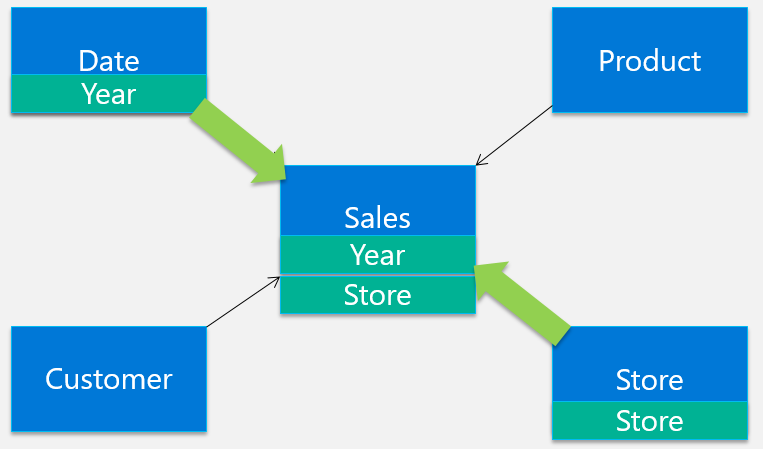 Date
Year
Product
Sales
Year
Store
Customer
Store
Store